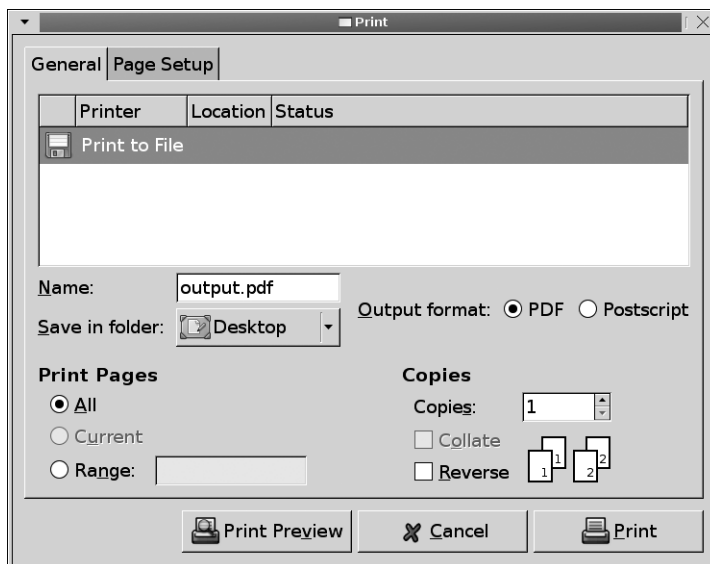 Print
General Page Setup
Printer Location Status
Print to File
Name: output.pdf
Save in folder: Desktop
Output format: PDF Postscript
Print Pages
All
Current
Range:
Copies
Copies: 1
Collate
Reverse
1 1 2 2
Print Preview Cancel Print